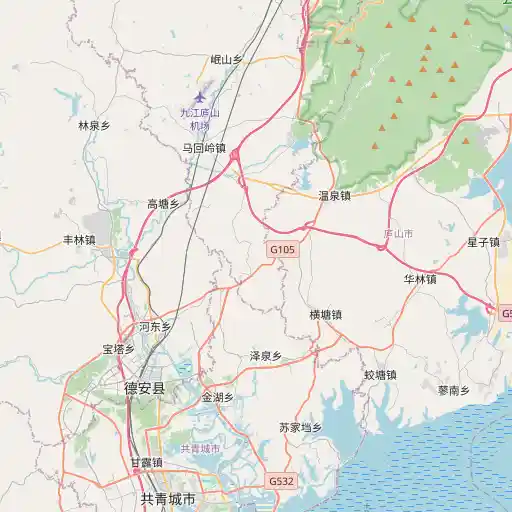 岷山乡
九江庐山
机场
林泉乡
马回岭镇
温泉镇
高塘乡
庐山市
丰林镇
星子镇
G105
华林镇
横塘镇
G5
河东乡
宝塔乡
泽泉乡
蛟塘镇
德安县
蓼南乡
金湖乡
苏家垱乡
共青城市
甘露镇
G532
共青城市